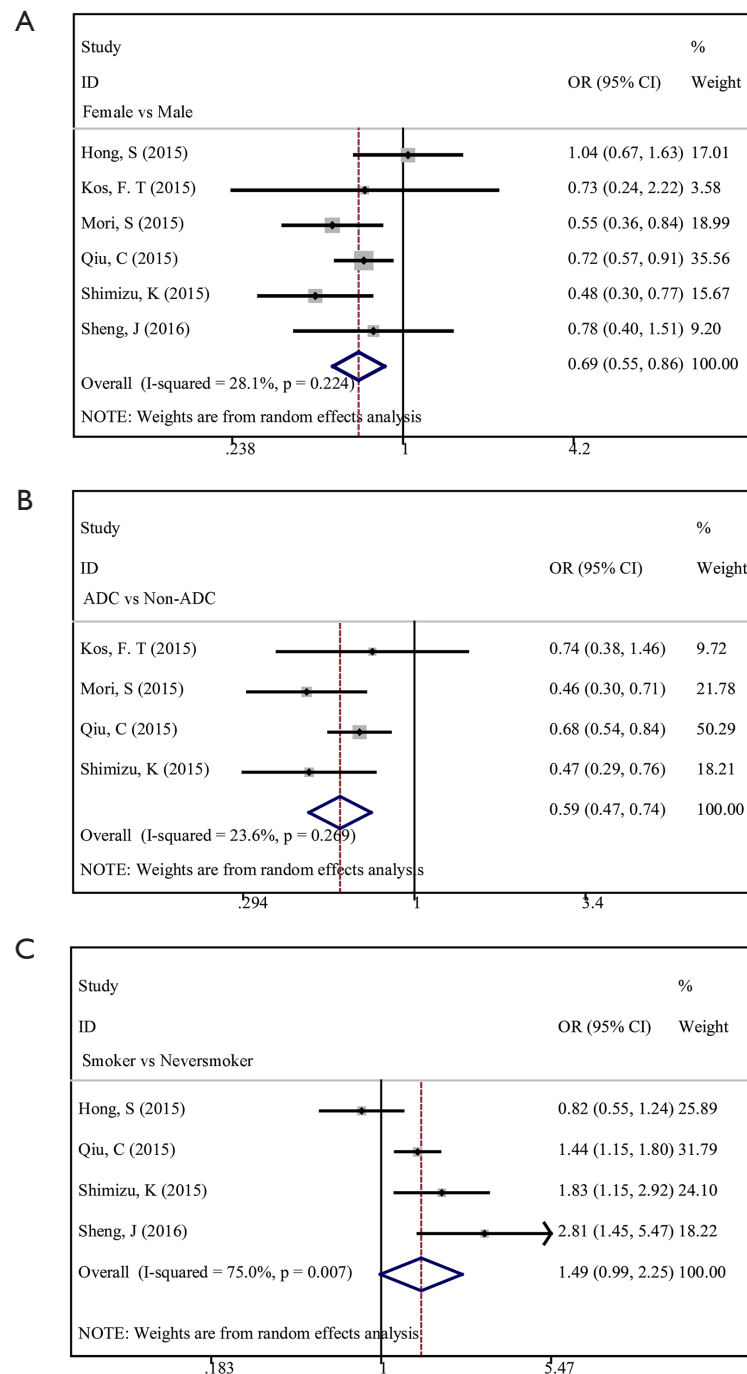 A
Study %
ID OR (95% CI) Weight
Female vs Male
Hong, S (2015) 1.04 (0.67, 1.63) 17.01
Kos, F. T (2015) 0.73 (0.24, 2.22) 3.58
Mori, S (2015) 0.55 (0.36, 0.84) 18.99
Qiu, C (2015) 0.72 (0.57, 0.91) 35.56
Shimizu, K (2015) 0.48 (0.30, 0.77) 15.67
Sheng, J (2016) 0.78 (0.40, 1.51) 9.20
0.69 (0.55, 0.86) 100.00
Overall (I-squared = 28.1%, p = 0.224)
NOTE: Weights are from random effects analysis
.238 1 4.2
B
Study %
ID OR (95% CI) Weight
ADC vs Non-ADC
Kos, F. T (2015) 0.74 (0.38, 1.46) 9.72
Mori, S (2015) 0.46 (0.30, 0.71) 21.78
Qiu, C (2015) 0.68 (0.54, 0.84) 50.29
Shimizu, K (2015) 0.47 (0.29, 0.76) 18.21
0.59 (0.47, 0.74) 100.00
Overall (I-squared = 23.6%, p = 0.269)
NOTE: Weights are from random effects analysis
.294 1 3.4
C
Study %
ID OR (95% CI) Weight
Smoker vs Neversmoker
Hong, S (2015) 0.82 (0.55, 1.24) 25.89
Qiu, C (2015) 1.44 (1.15, 1.80) 31.79
Shimizu, K (2015) 1.83 (1.15, 2.92) 24.10
Sheng, J (2016) 2.81 (1.45, 5.47) 18.22
Overall (I-squared = 75.0%, p = 0.007) 1.49 (0.99, 2.25) 100.00
NOTE: Weights are from random effects analysis
.183 1 5.47